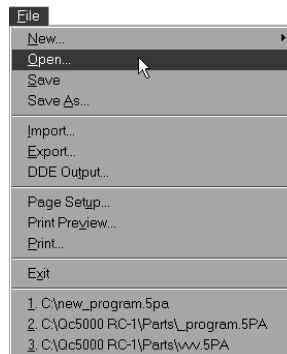 File
New...
Open...
Save
Save As...
Import...
Export...
DDE Output...
Page Setup...
Print Preview...
Print...
Exit
1. C:\new_program.5pa
2. C:\Qc5000 RC-1\Parts\_program.5PA
3. C:\Qc5000 RC-1\Parts\vvv.5PA